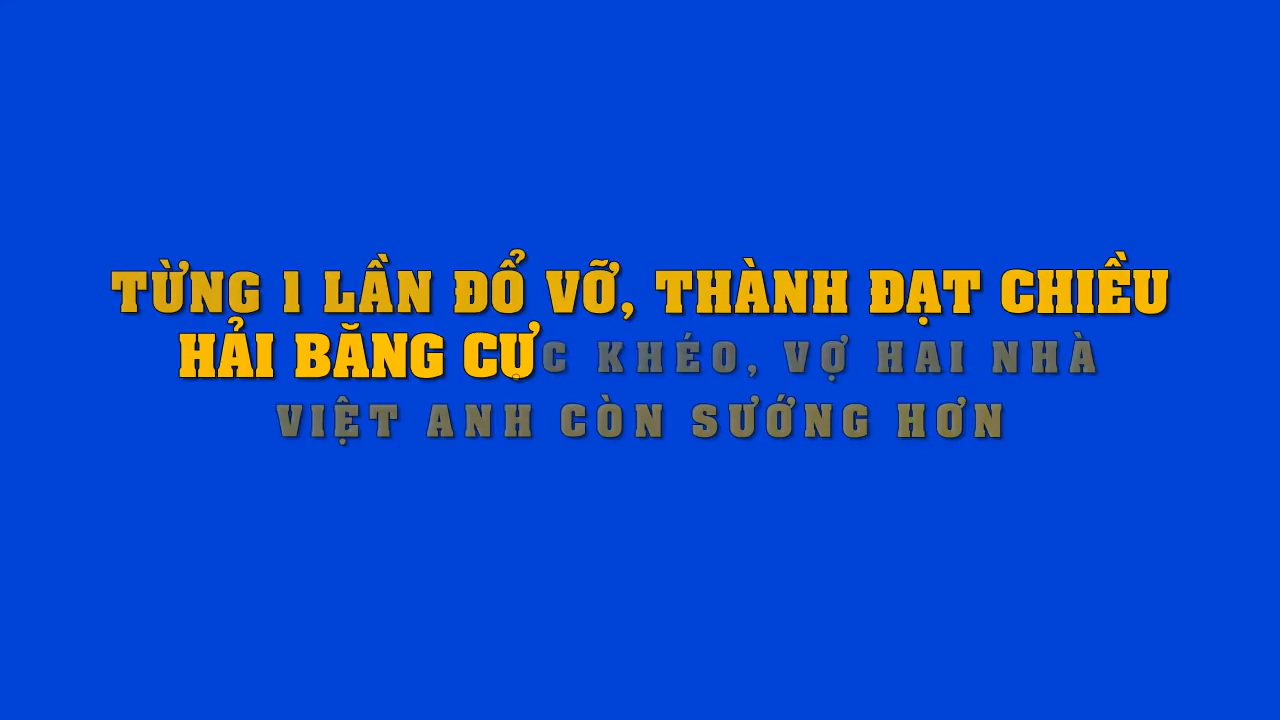 TỪNG 1 LẦN ĐỔ VỠ, THÀNH ĐẠT CHIỀU
HẢI BĂNG CỰC KHÉO, VỢ HAI NHÀ
VIỆT ANH CÒN SƯỚNG HƠN